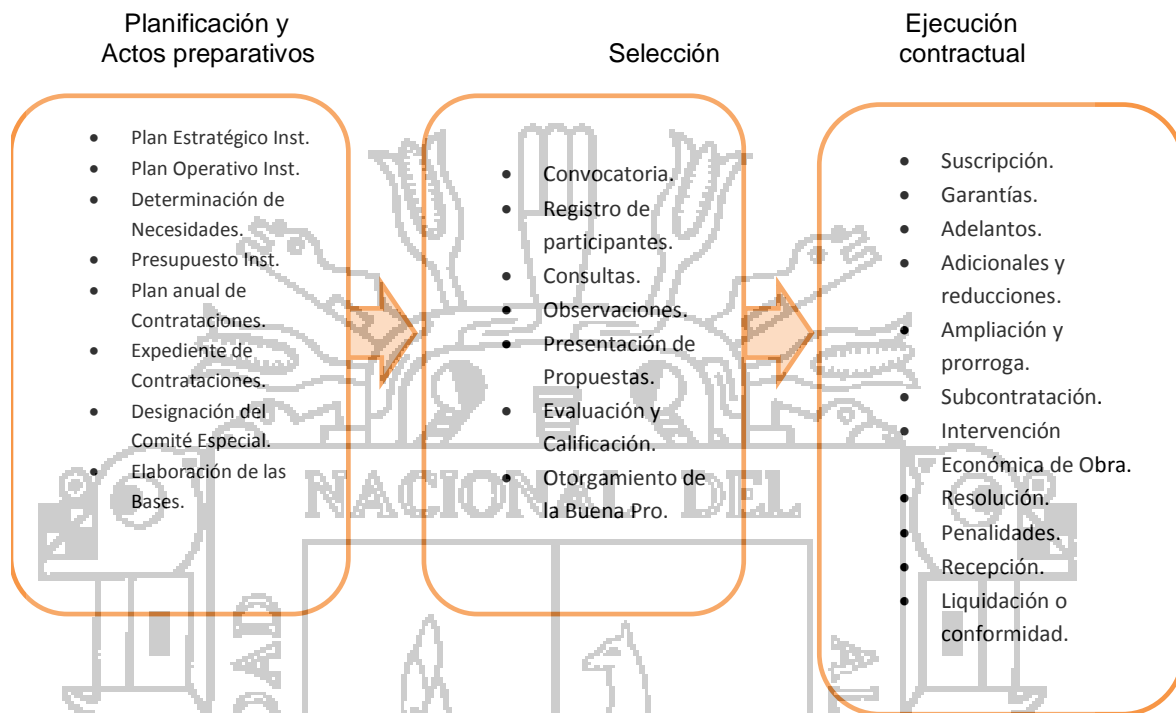 Planificación y
Actos preparativos
Selección
Ejecución
contractual
• Plan Estratégico Inst.
• Plan Operativo Inst.
• Determinación de
Necesidades.
• Presupuesto Inst.
• Plan anual de
Contrataciones.
• Expediente de
Contrataciones.
• Designación del
Comité Especial.
• Elaboración de las
Bases.
• Convocatoria.
• Registro de
participantes.
• Consultas.
• Observaciones.
• Presentación de
Propuestas.
• Evaluación y
Calificación.
• Otorgamiento de
la Buena Pro.
• Suscripción.
• Garantías.
• Adelantos.
• Adicionales y
reducciones.
• Ampliación y
prorroga.
• Subcontratación.
• Intervención
Económica de Obra.
• Resolución.
• Penalidades.
• Recepción.
• Liquidación o
conformidad.
NACIONAL DEL